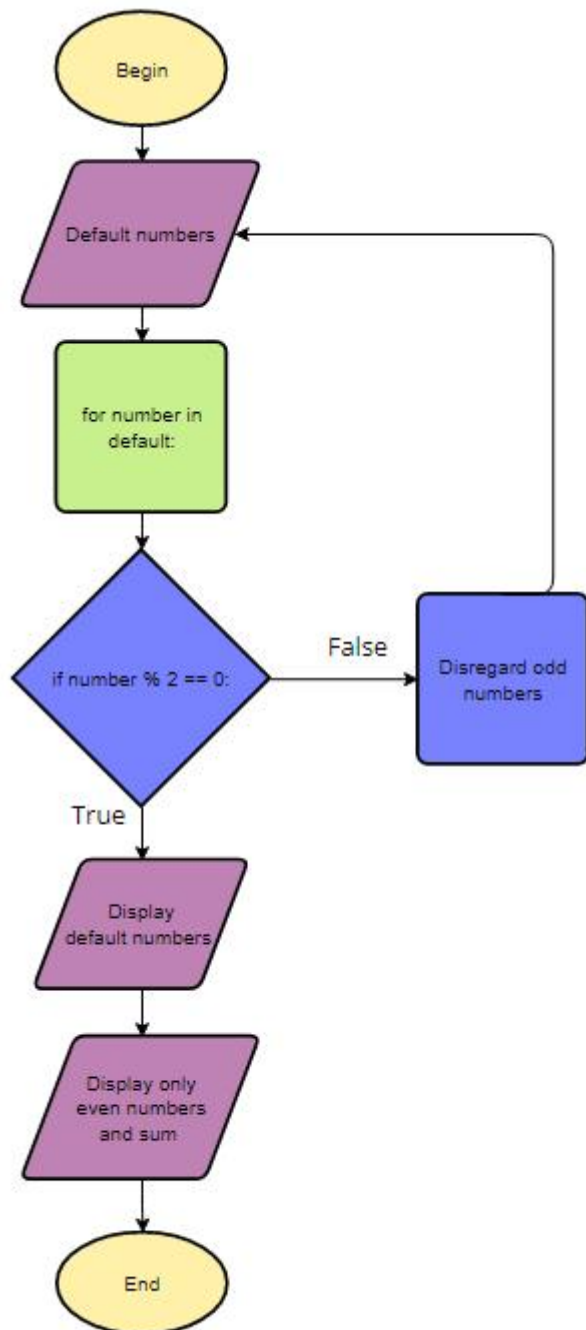 Begin
Default numbers
for number in
default:
if number % 2 == 0:
False
Disregard odd
numbers
True
Display
default numbers
Display only
even numbers
and sum
End